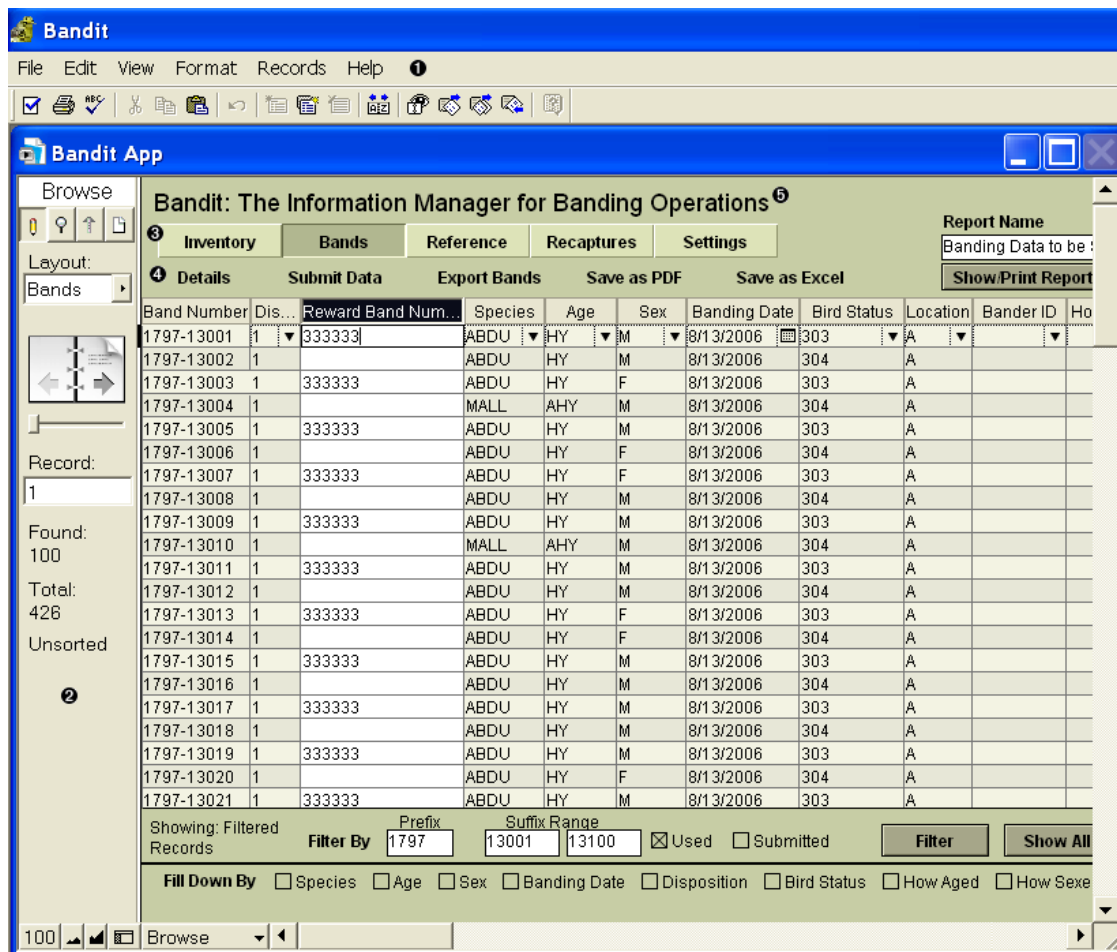 Bandit
File Edit View Format Records Help ❶
Bandit App
Browse
Layout:
Bands
Record:
1
Found:
100
Total:
426
Unsorted
❷
Bandit: The Information Manager for Banding Operations ❺
Report Name
❸ Inventory Bands Reference Recaptures Settings
Banding Data to be
❹ Details Submit Data Export Bands Save as PDF Save as Excel Show/Print Report
Band Number Dis... Reward Band Num... Species Age Sex Banding Date Bird Status Location Bander ID Ho
1797-13001 1 333333 ABDU HY M 8/13/2006 303 A
1797-13002 1 ABDU HY M 8/13/2006 304 A
1797-13003 1 333333 ABDU HY F 8/13/2006 303 A
1797-13004 1 MALL AHY M 8/13/2006 304 A
1797-13005 1 333333 ABDU HY M 8/13/2006 303 A
1797-13006 1 ABDU HY F 8/13/2006 304 A
1797-13007 1 333333 ABDU HY F 8/13/2006 303 A
1797-13008 1 ABDU HY M 8/13/2006 304 A
1797-13009 1 333333 ABDU HY M 8/13/2006 303 A
1797-13010 1 MALL AHY M 8/13/2006 304 A
1797-13011 1 333333 ABDU HY M 8/13/2006 303 A
1797-13012 1 ABDU HY M 8/13/2006 304 A
1797-13013 1 333333 ABDU HY F 8/13/2006 303 A
1797-13014 1 ABDU HY F 8/13/2006 304 A
1797-13015 1 333333 ABDU HY M 8/13/2006 303 A
1797-13016 1 ABDU HY M 8/13/2006 304 A
1797-13017 1 333333 ABDU HY M 8/13/2006 303 A
1797-13018 1 ABDU HY M 8/13/2006 304 A
1797-13019 1 333333 ABDU HY M 8/13/2006 303 A
1797-13020 1 ABDU HY F 8/13/2006 304 A
1797-13021 1 333333 ABDU HY M 8/13/2006 303 A
Showing: Filtered Records
Prefix Suffix Range
Filter By 1797 13001 13100 Used Submitted Filter Show All
Fill Down By Species Age Sex Banding Date Disposition Bird Status How Aged How Sexe
100 Browse